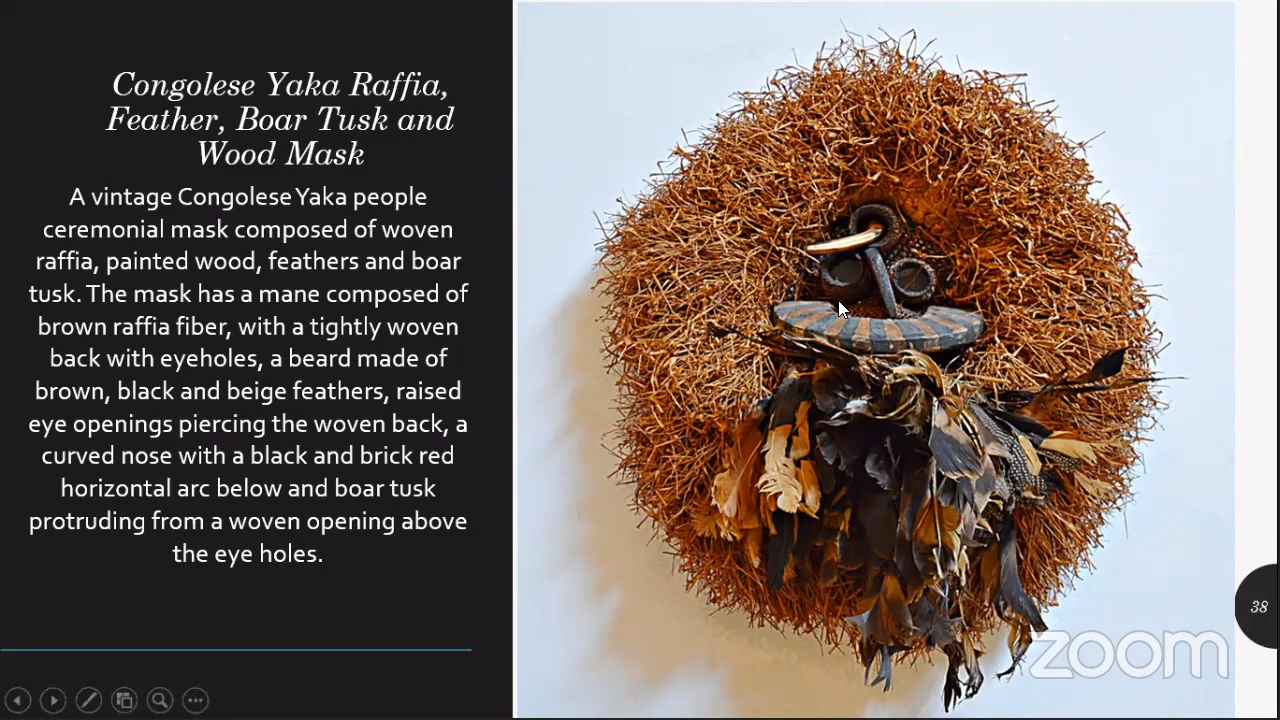 Congolese Yaka Raffia,
Feather, Boar Tusk and
Wood Mask
A vintage Congolese Yaka people
ceremonial mask composed of woven
raffia, painted wood, feathers and boar
tusk. The mask has a mane composed of
brown raffia fiber, with a tightly woven
back with eyeholes, a beard made of
brown, black and beige feathers, raised
eye openings piercing the woven back, a
curved nose with a black and brick red
horizontal arc below and boar tusk
protruding from a woven opening above
the eye holes.
38
zoom